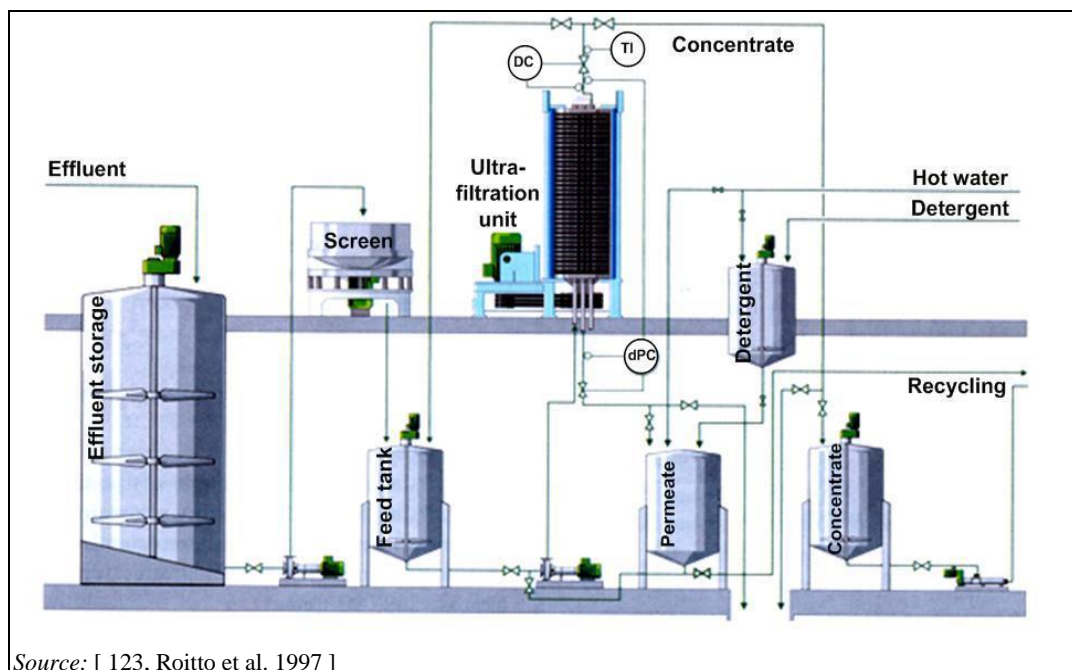 TI
Concentrate
DC
Effluent
Ultra-
filtration
unit
Hot water
Detergent
Screen
Detergent
Effluent storage
dPC
Recycling
Feed tank
Permeate
Concentrate
Source: [ 123, Roitto et al. 1997 ]